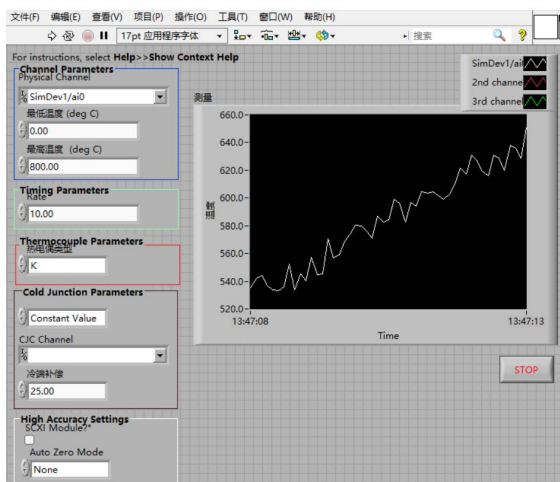 文件(F) 编辑(E) 查看(V) 项目(P) 操作(O) 工具(T) 窗口(W) 帮助(H)
17pt 应用程序字体
搜索
For instructions, select Help>>Show Context Help
Channel Parameters
Physical Channel
SimDev1/ai0
最低温度 (deg C)
0.00
最高温度 (deg C)
800.00
Timing Parameters
Rate
10.00
Thermocouple Parameters
热电偶类型
K
Cold Junction Parameters
Constant Value
CJC Channel
冷端补偿
25.00
High Accuracy Settings
SCXI Module?*
Auto Zero Mode
None
SimDev1/ai
2nd channe
3rd channe
测量
660.0
640.0
620.0
600.0
580.0
560.0
540.0
520.0
温度
13:47:08
13:47:13
Time
STOP